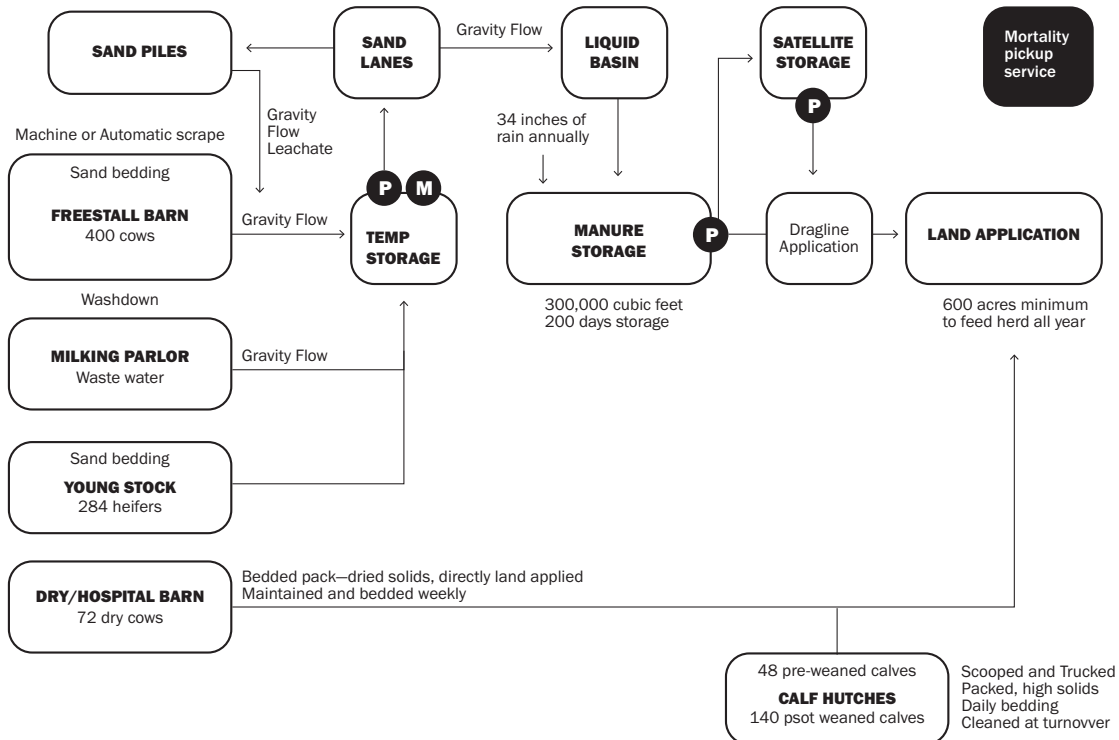 SAND PILES
SAND
LANES
Gravity Flow
LIQUID
BASIN
SATELLITE
STORAGE
P
Mortality
pickup
service
Gravity
Flow
Leachate
34 inches of
rain annually
Machine or Automatic scrape
Sand bedding
FREESTALL BARN
400 cows
Gravity Flow
P
M
TEMP
STORAGE
MANURE
STORAGE
P
Dragline
Application
LAND APPLICATION
300,000 cubic feet
200 days storage
600 acres minimum
to feed herd all year
Washdown
MILKING PARLOR
Waste water
Gravity Flow
Sand bedding
YOUNG STOCK
284 heifers
DRY/HOSPITAL BARN
72 dry cows
Bedded pack—dried solids, directly land applied
Maintained and bedded weekly
48 pre-weaned calves
CALF HUTCHES
140 psot weaned calves
Scooped and Trucked
Packed, high solids
Daily bedding
Cleaned at turnovver